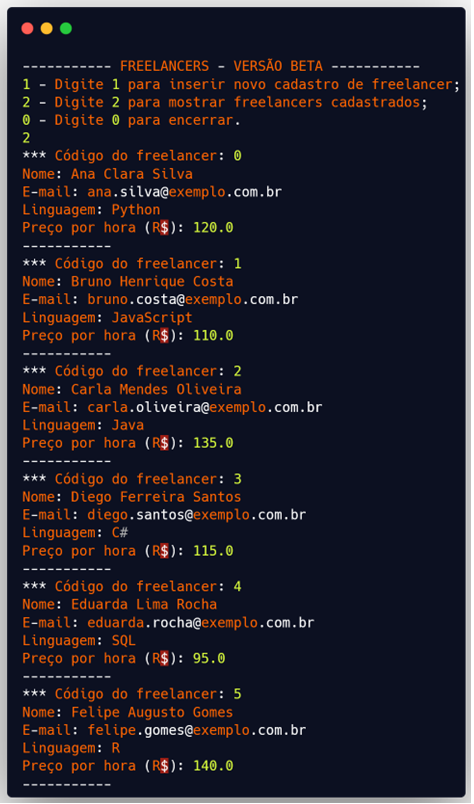 ----------- FREELANCERS - VERSÃO BETA -----------
1 - Digite 1 para inserir novo cadastro de freelancer;
2 - Digite 2 para mostrar freelancers cadastrados;
0 - Digite 0 para encerrar.
2
*** Código do freelancer: 0
Nome: Ana Clara Silva
E-mail: ana.silva@exemplo.com.br
Linguagem: Python
Preço por hora (R$): 120.0
-----------
*** Código do freelancer: 1
Nome: Bruno Henrique Costa
E-mail: bruno.costa@exemplo.com.br
Linguagem: JavaScript
Preço por hora (R$): 110.0
-----------
*** Código do freelancer: 2
Nome: Carla Mendes Oliveira
E-mail: carla.oliveira@exemplo.com.br
Linguagem: Java
Preço por hora (R$): 135.0
-----------
*** Código do freelancer: 3
Nome: Diego Ferreira Santos
E-mail: diego.santos@exemplo.com.br
Linguagem: C#
Preço por hora (R$): 115.0
-----------
*** Código do freelancer: 4
Nome: Eduarda Lima Rocha
E-mail: eduarda.rocha@exemplo.com.br
Linguagem: SQL
Preço por hora (R$): 95.0
-----------
*** Código do freelancer: 5
Nome: Felipe Augusto Gomes
E-mail: felipe.gomes@exemplo.com.br
Linguagem: R
Preço por hora (R$): 140.0
-----------